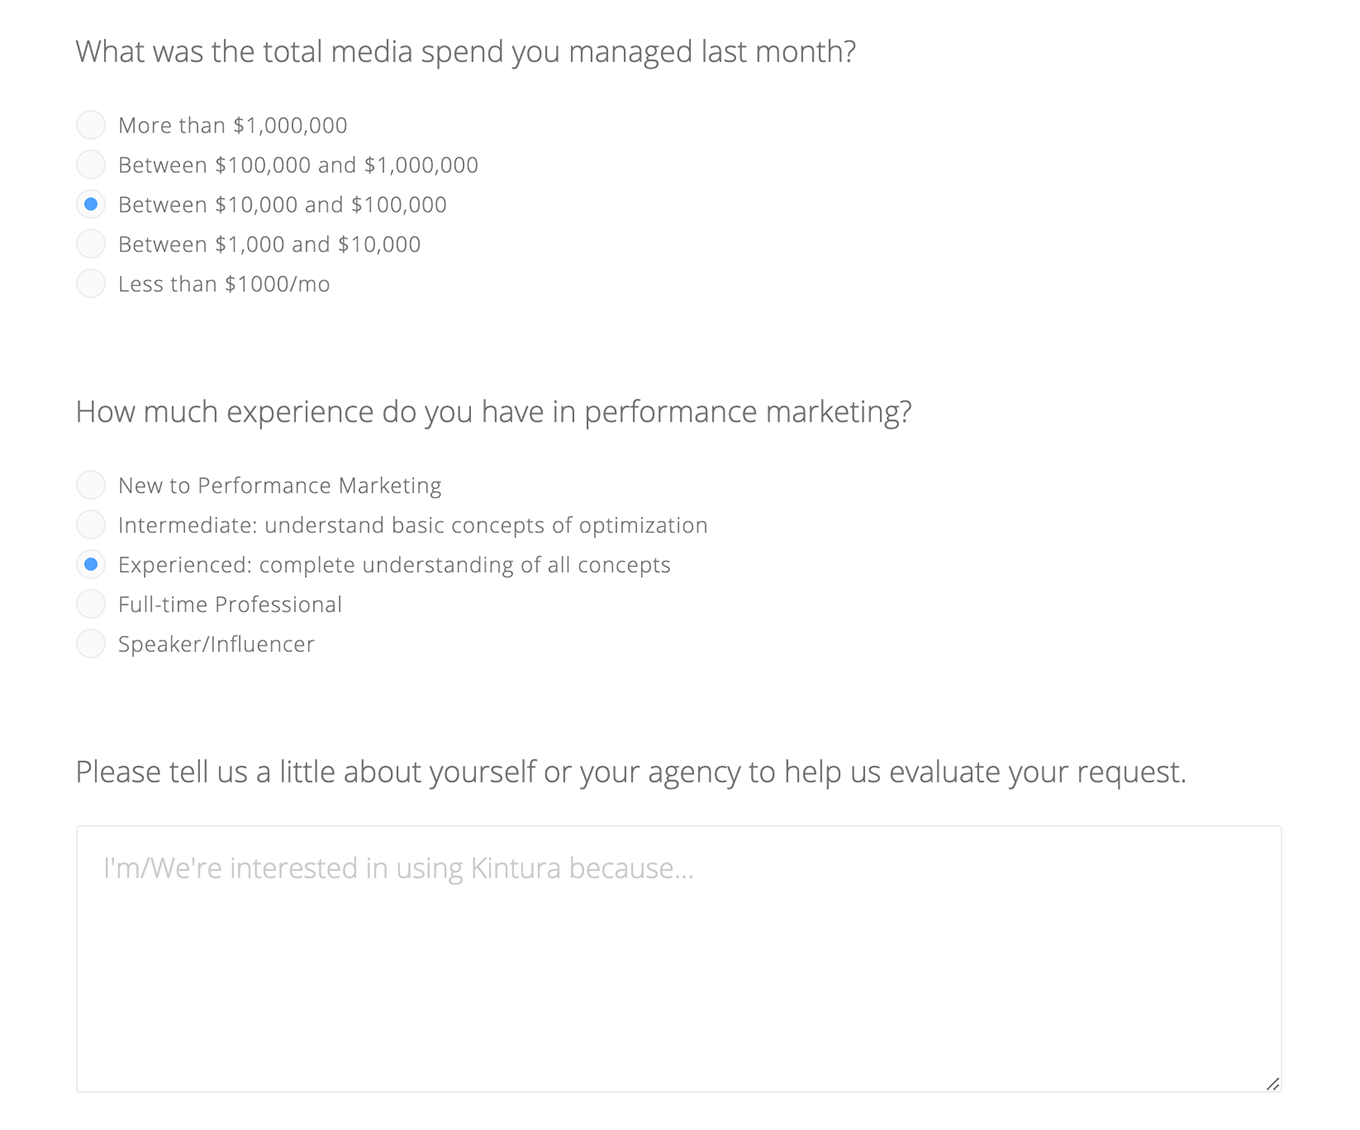 What was the total media spend you managed last month?
More than $1,000,000
Between $100,000 and $1,000,000
Between $10,000 and $100,000
Between $1,000 and $10,000
Less than $1000/mo
How much experience do you have in performance marketing?
New to Performance Marketing
Intermediate: understand basic concepts of optimization
Experienced: complete understanding of all concepts
Full-time Professional
Speaker/Influencer
Please tell us a little about yourself or your agency to help us evaluate your request.
I'm/We're interested in using Kintura because...